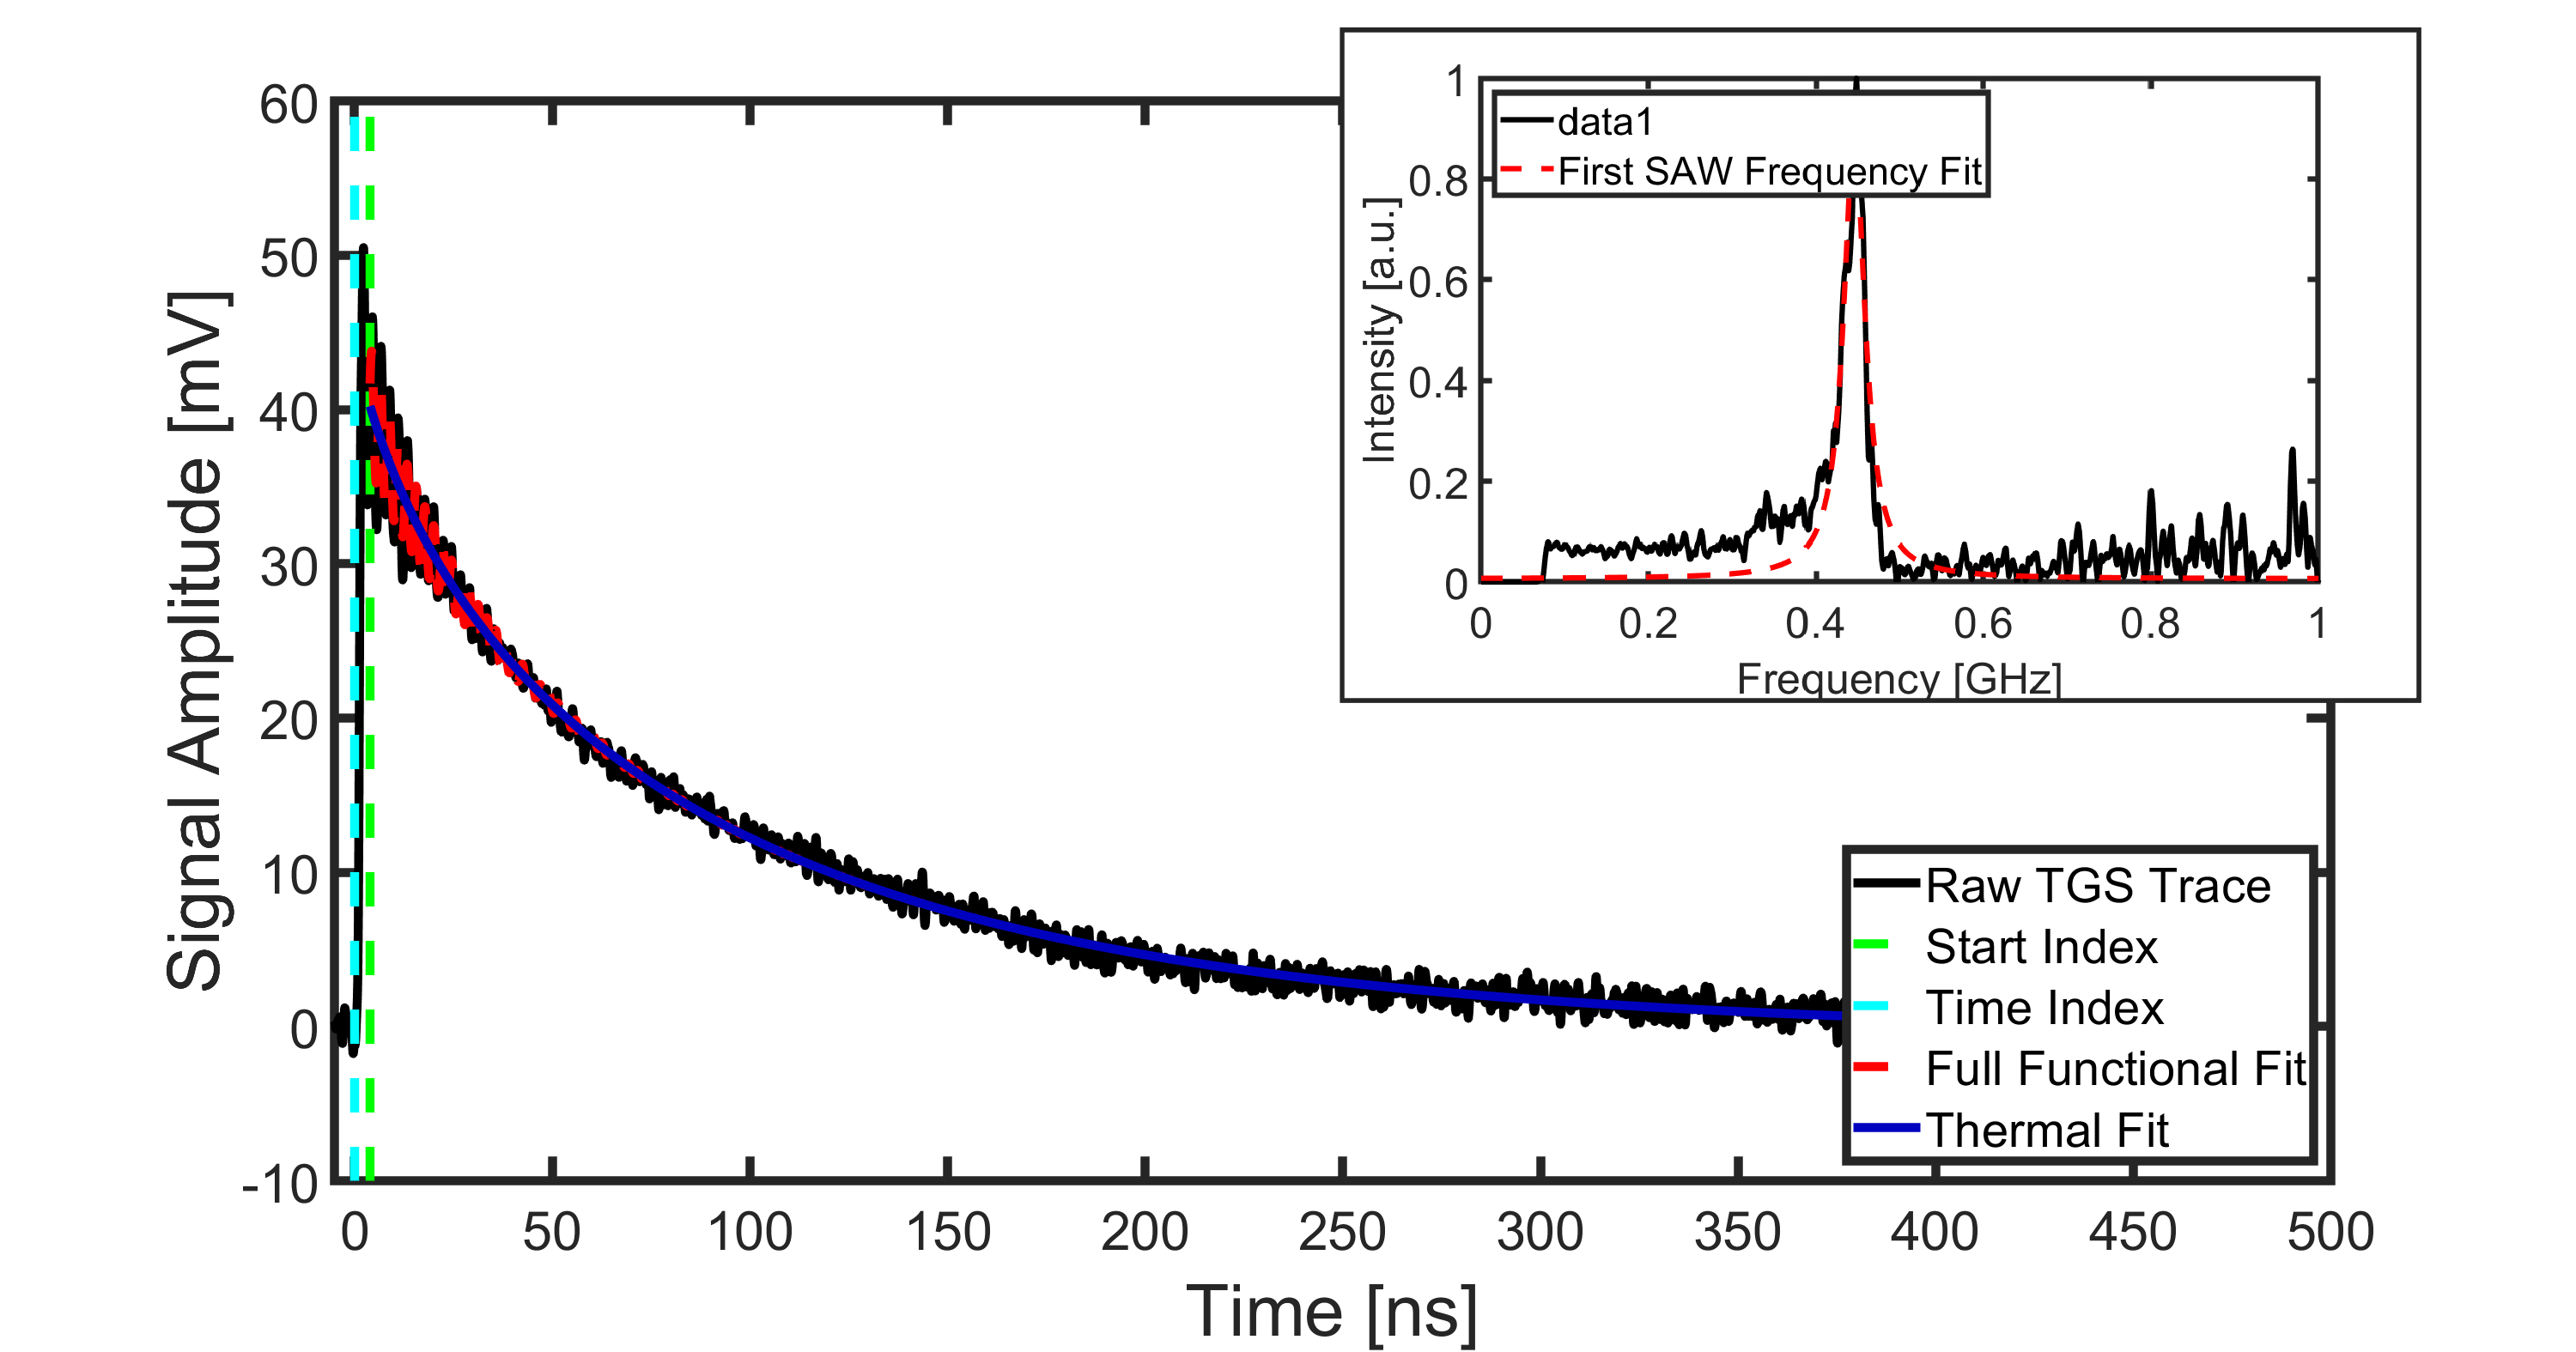 60
50
40
30
20
10
0
-10
Signal Amplitude [mV]
0 50 100 150 200 250 300 350 400 450 500
Time [ns]
1
0.8
0.6
0.4
0.2
0
Intensity [a.u.]
data1
First SAW Frequency Fit
0 0.2 0.4 0.6 0.8 1
Frequency [GHz]
Raw TGS Trace
Start Index
Time Index
Full Functional Fit
Thermal Fit